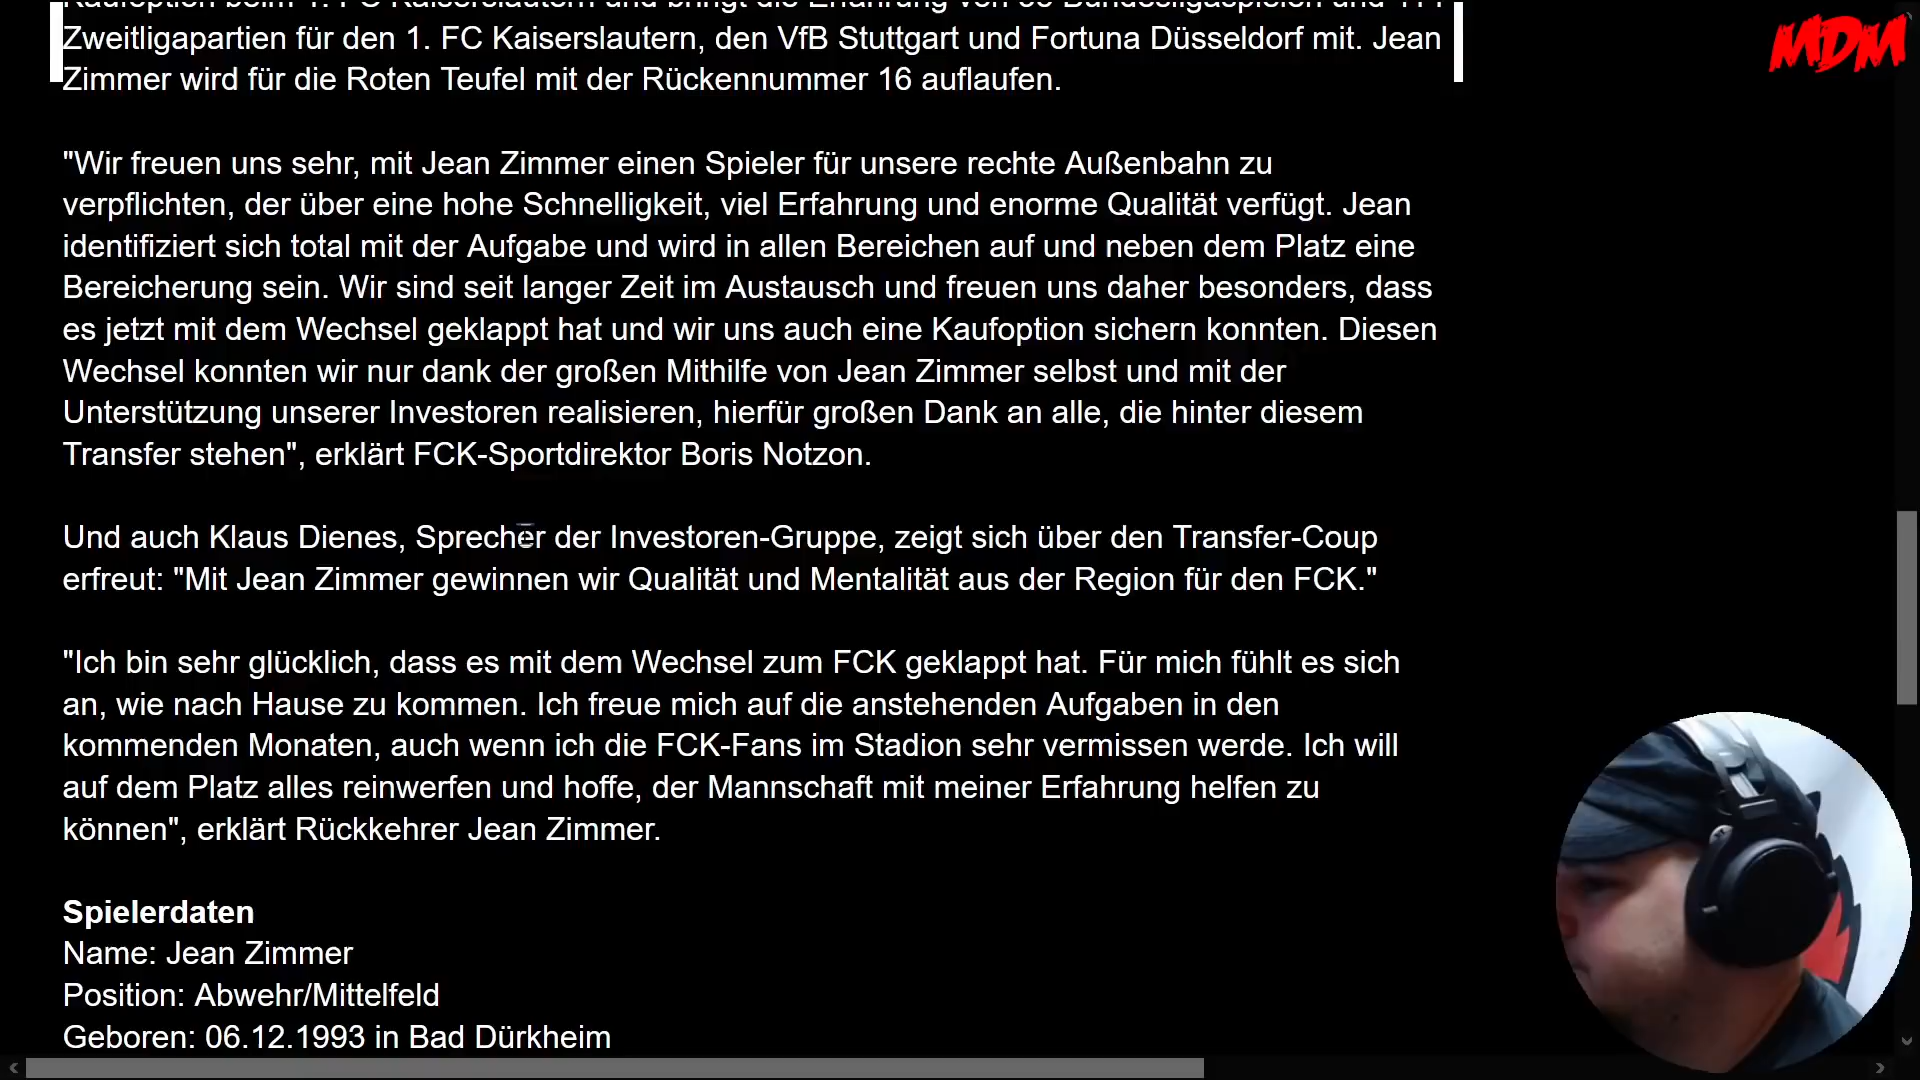 Kaufoption beim 1. FC Kaiserslautern und bringt die Erfahrung von
Zweitligapartien für den 1. FC Kaiserslautern, den VfB Stuttgart und Fortuna Düsseldorf mit. Jean
Zimmer wird für die Roten Teufel mit der Rückennummer 16 auflaufen.
"Wir freuen uns sehr, mit Jean Zimmer einen Spieler für unsere rechte Außenbahn zu
verpflichten, der über eine hohe Schnelligkeit, viel Erfahrung und enorme Qualität verfügt. Jean
identifiziert sich total mit der Aufgabe und wird in allen Bereichen auf und neben dem Platz eine
Bereicherung sein. Wir sind seit langer Zeit im Austausch und freuen uns daher besonders, dass
es jetzt mit dem Wechsel geklappt hat und wir uns auch eine Kaufoption sichern konnten. Diesen
Wechsel konnten wir nur dank der großen Mithilfe von Jean Zimmer selbst und mit der
Unterstützung unserer Investoren realisieren, hierfür großen Dank an alle, die hinter diesem
Transfer stehen", erklärt FCK-Sportdirektor Boris Notzon.
Und auch Klaus Dienes, Sprecher der Investoren-Gruppe, zeigt sich über den Transfer-Coup
erfreut: "Mit Jean Zimmer gewinnen wir Qualität und Mentalität aus der Region für den FCK."
"Ich bin sehr glücklich, dass es mit dem Wechsel zum FCK geklappt hat. Für mich fühlt es sich
an, wie nach Hause zu kommen. Ich freue mich auf die anstehenden Aufgaben in den
kommenden Monaten, auch wenn ich die FCK-Fans im Stadion sehr vermissen werde. Ich will
auf dem Platz alles reinwerfen und hoffe, der Mannschaft mit meiner Erfahrung helfen zu
können", erklärt Rückkehrer Jean Zimmer.
Spielerdaten
Name: Jean Zimmer
Position: Abwehr/Mittelfeld
Geboren: 06.12.1993 in Bad Dürkheim
MDM